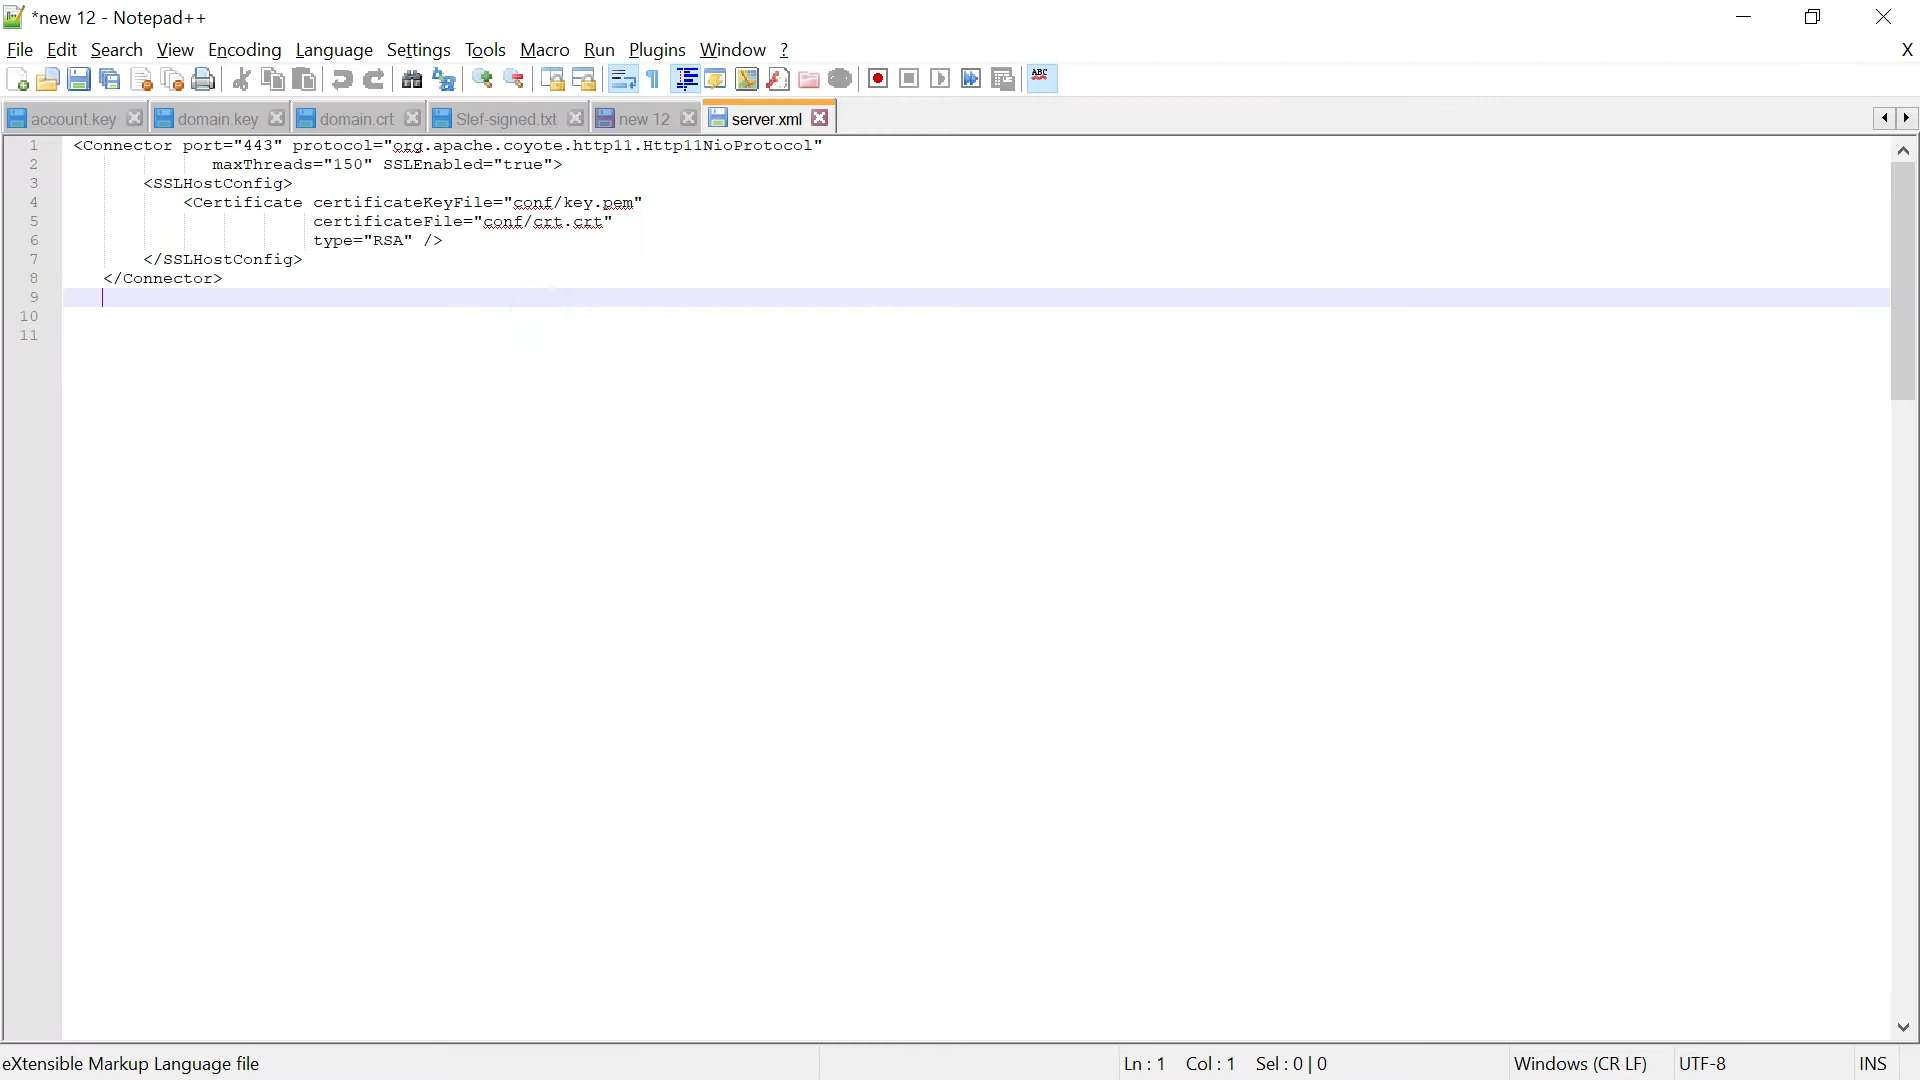 *new 12 - Notepad++
File Edit Search View Encoding Language Settings Tools Macro Run Plugins Window ? X
ABC
account.key domain.key domain.crt Slef-signed.txt new 12 server.xml
1 <Connector port="443" protocol="org.apache.coyote.http11.Http11NioProtocol"
2 maxThreads="150" SSLEnabled="true">
3 <SSLHostConfig>
4 <Certificate certificateKeyFile="conf/key.pem"
5 certificateFile="conf/crt.crt"
6 type="RSA" />
7 </SSLHostConfig>
8 </Connector>
9
10
11
eXtensible Markup Language file Ln : 1 Col : 1 Sel : 0 | 0 Windows (CR LF) UTF-8 INS